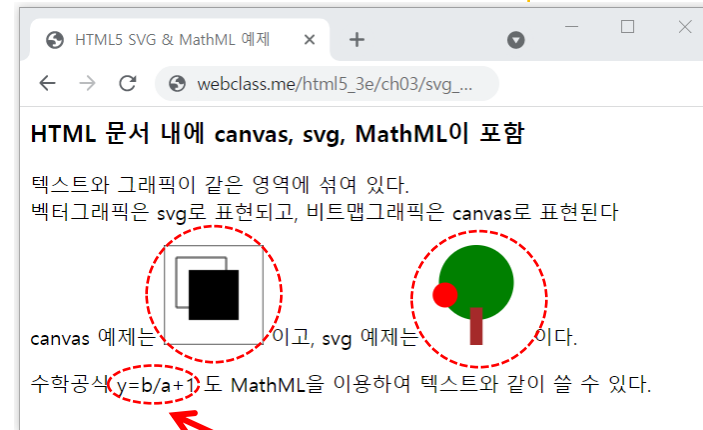 HTML5 SVG & MathML 예제
webclass.me/html5_3e/ch03/svg_...
HTML 문서 내에 canvas, svg, MathML이 포함
텍스트와 그래픽이 같은 영역에 섞여 있다.
벡터그래픽은 svg로 표현되고, 비트맵그래픽은 canvas로 표현된다
canvas 예제는 이고, svg 예제는 이다.
수학공식 y=b/a+1 도 MathML을 이용하여 텍스트와 같이 쓸 수 있다.